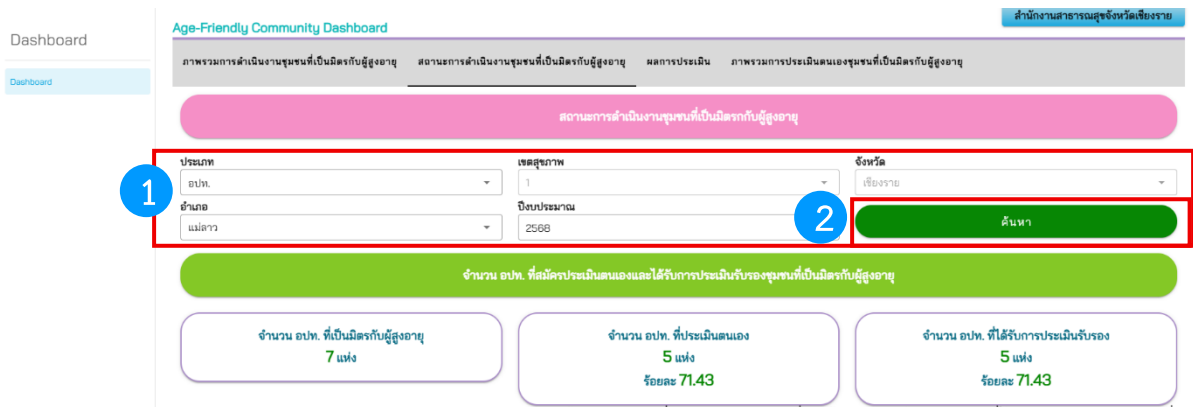 สำนักงานสาธารณสุขจังหวัดเชียงราย
Dashboard
Age-Friendly Community Dashboard
ภาพรวมการดำเนินงานชุมชนที่เป็นมิตรกับผู้สูงอายุ สถานะการดำเนินงานชุมชนที่เป็นมิตรกับผู้สูงอายุ ผลการประเมิน ภาพรวมการประเมินตนเองชุมชนที่เป็นมิตรกับผู้สูงอายุ
Dashboard
สถานะการดำเนินงานชุมชนที่เป็นมิตรกกับผู้สูงอายุ
ประเภท เขตสุขภาพ จังหวัด
1 อปท. 1 เชียงราย
อำเภอ ปีงบประมาณ
แม่ลาว 2568 2 ค้นหา
จำนวน อปท. ที่สมัครประเมินตนเองและได้รับการประเมินรับรองชุมชนที่เป็นมิตรกับผู้สูงอายุ
จำนวน อปท. ที่เป็นมิตรกับผู้สูงอายุ จำนวน อปท. ที่ประเมินตนเอง จำนวน อปท. ที่ได้รับการประเมินรับรอง
7 แห่ง 5 แห่ง 5 แห่ง
ร้อยละ 71.43 ร้อยละ 71.43